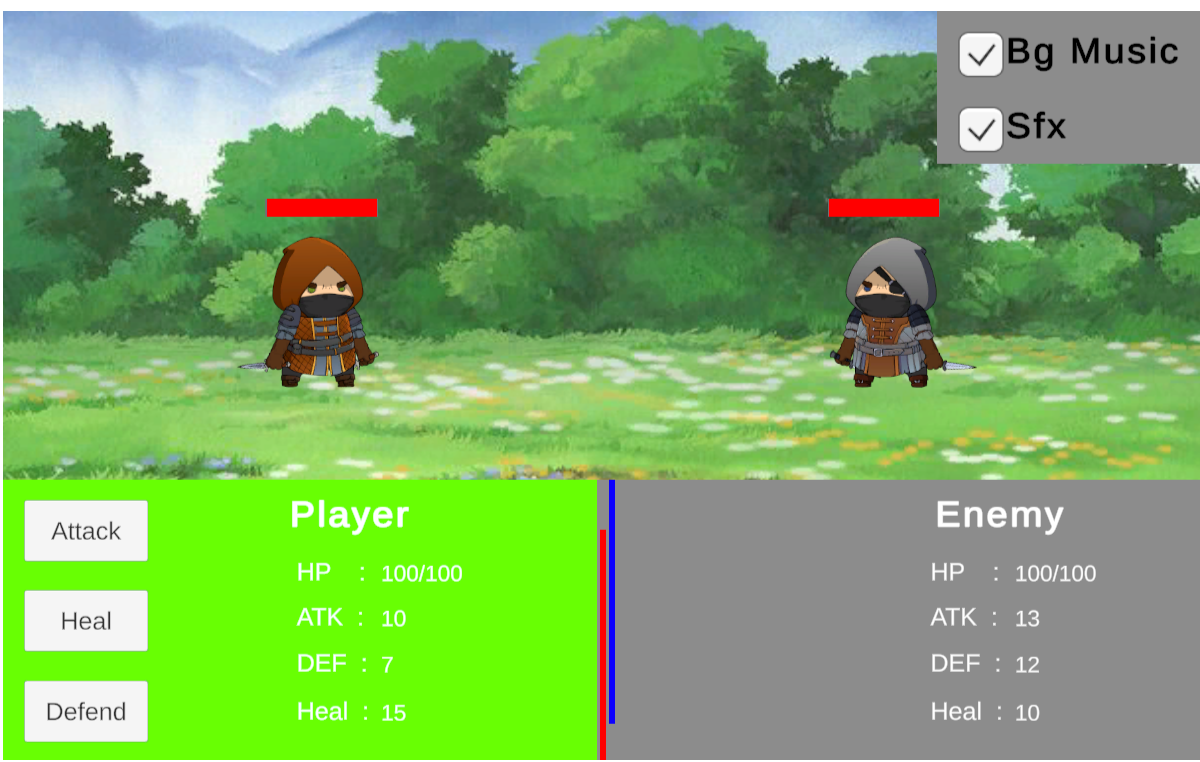 Bg Music
Sfx
Attack
Heal
Defend
Player
HP : 100/100
ATK : 10
DEF : 7
Heal : 15
Enemy
HP : 100/100
ATK : 13
DEF : 12
Heal : 10